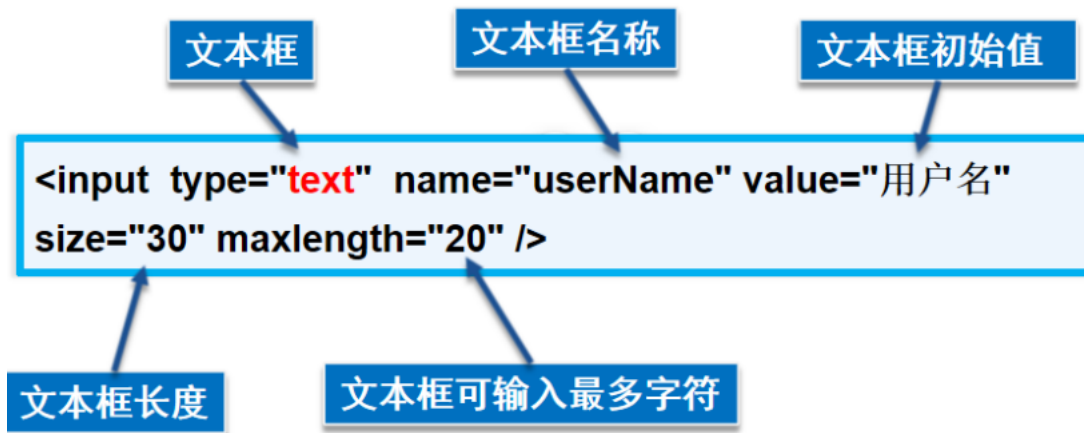 文本框
文本框名称
文本框初始值
<input type="text" name="userName" value="用户名"
size="30" maxlength="20" />
文本框长度
文本框可输入最多字符